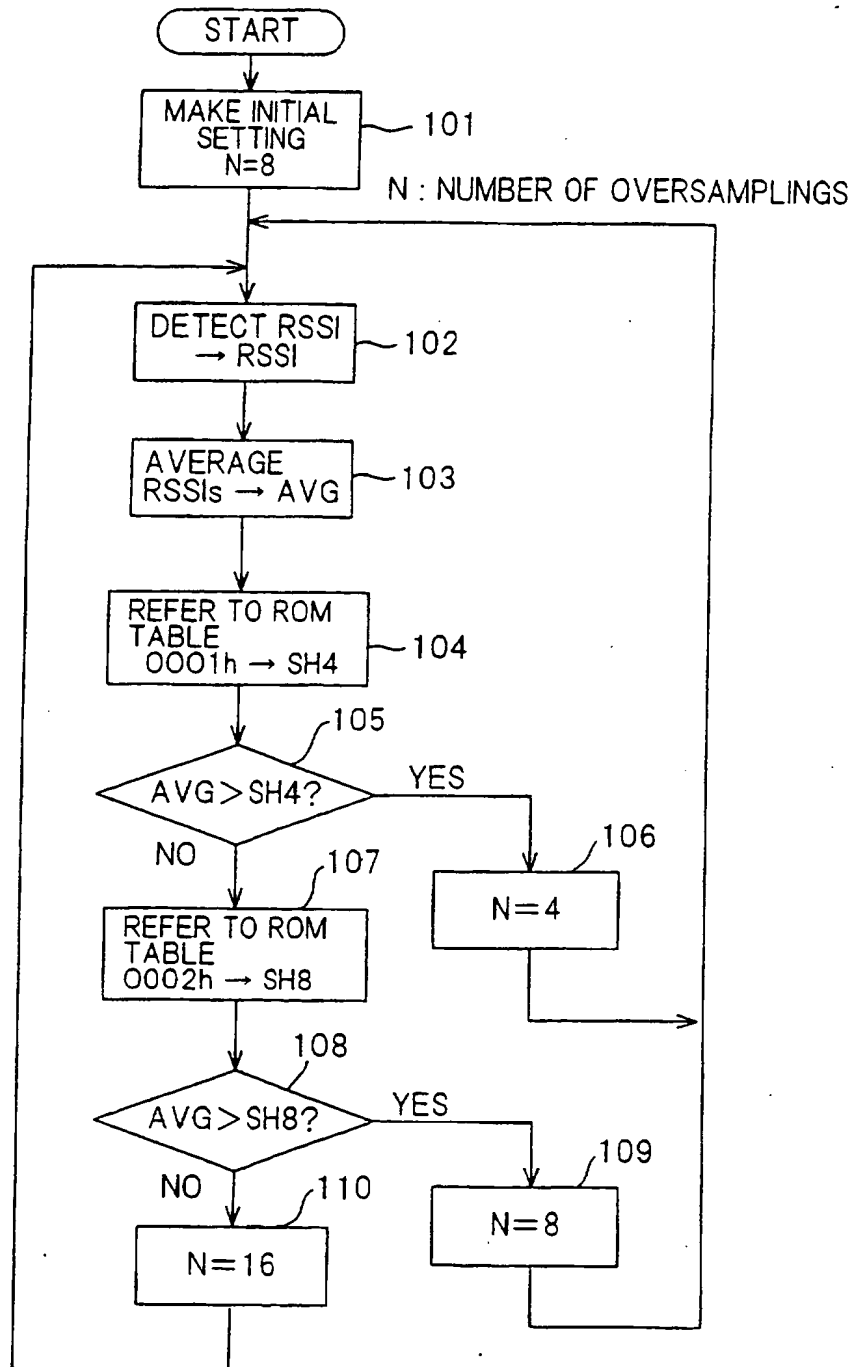 START
MAKE INITIAL
SETTING
N=8
101
N : NUMBER OF OVERSAMPLINGS
DETECT RSSI
→ RSSI
102
AVERAGE
RSSIs → AVG
103
REFER TO ROM
TABLE
0001h → SH4
104
105
AVG>SH4?
YES
NO
106
N=4
107
REFER TO ROM
TABLE
0002h → SH8
108
AVG>SH8?
YES
NO
109
N=8
110
N=16